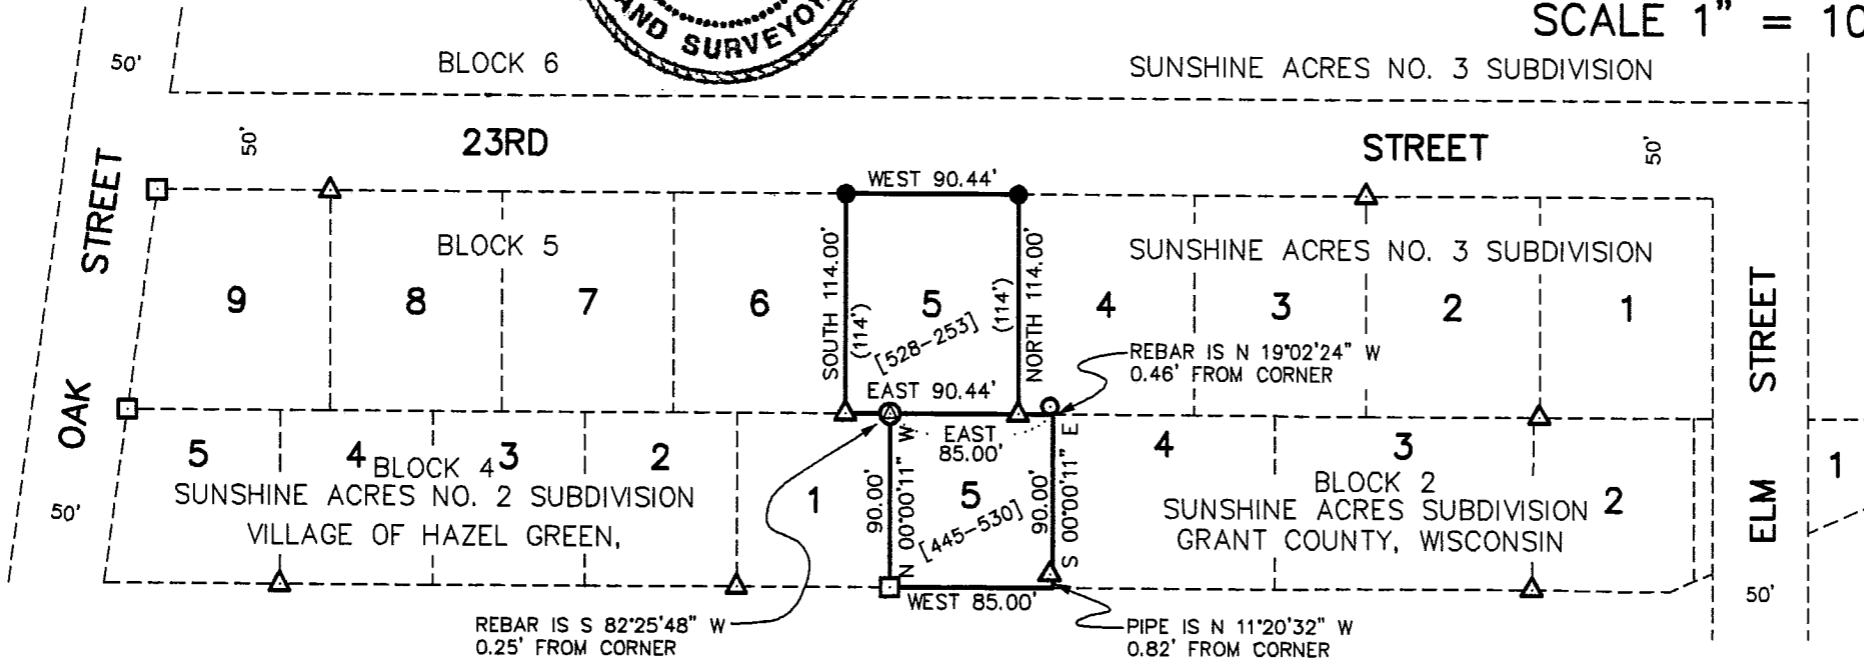 SCALE 1" = 10
LAND SURVEYOR
50'
BLOCK 6
SUNSHINE ACRES NO. 3 SUBDIVISION
50'
23RD
STREET
50'
STREET
WEST 90.44'
BLOCK 5
SUNSHINE ACRES NO. 3 SUBDIVISION
9
8
7
6
SOUTH 114.00'
(114')
5
[528-253]
(114')
NORTH 114.00'
4
3
2
1
STREET
REBAR IS N 19°02'24" W
0.46' FROM CORNER
EAST 90.44'
OAK
EAST
85.00'
5
4
3
2
BLOCK 4
SUNSHINE ACRES NO. 2 SUBDIVISION
VILLAGE OF HAZEL GREEN,
50'
1
90.00'
N 00°00'11" W
5
[445-530]
90.00'
S 00°00'11" E
4
3
BLOCK 2
SUNSHINE ACRES SUBDIVISION
GRANT COUNTY, WISCONSIN
2
ELM
1
50'
WEST 85.00'
REBAR IS S 82°25'48" W
0.25' FROM CORNER
PIPE IS N 11°20'32" W
0.82' FROM CORNER